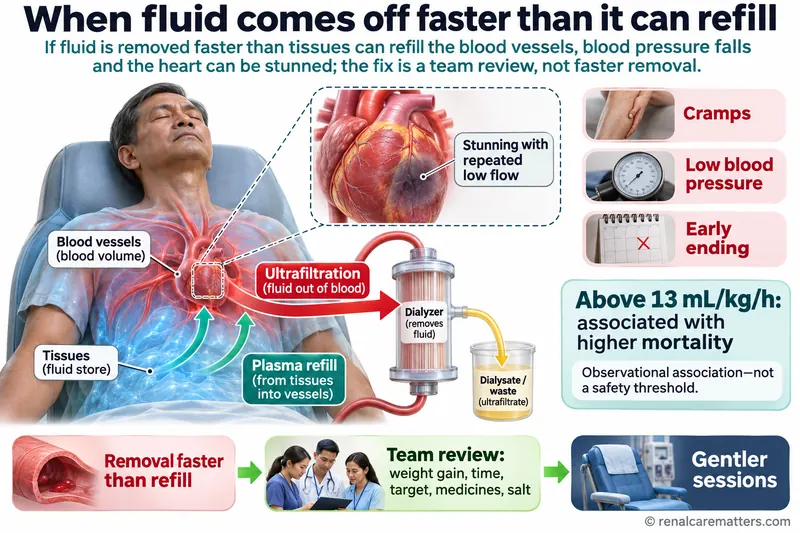 When fluid comes off faster than it can refill
If fluid is removed faster than tissues can refill the blood vessels, blood pressure falls
and the heart can be stunned; the fix is a team review, not faster removal.
Stunning with
repeated
low flow
Blood vessels
(blood volume)
Ultrafiltration
(fluid out of blood)
Dialyzer
(removes
fluid)
Tissues
(fluid store)
Plasma refill
(from tissues
into vessels)
Dialysate /
waste
(ultrafiltrate)
Cramps
Low blood
pressure
Early
ending
Above 13 mL/kg/h:
associated with
higher mortality
Observational association—not
a safety threshold.
Removal faster
than refill
Team review:
weight gain, time,
target, medicines, salt
Gentler
sessions
© renalcarematters.com